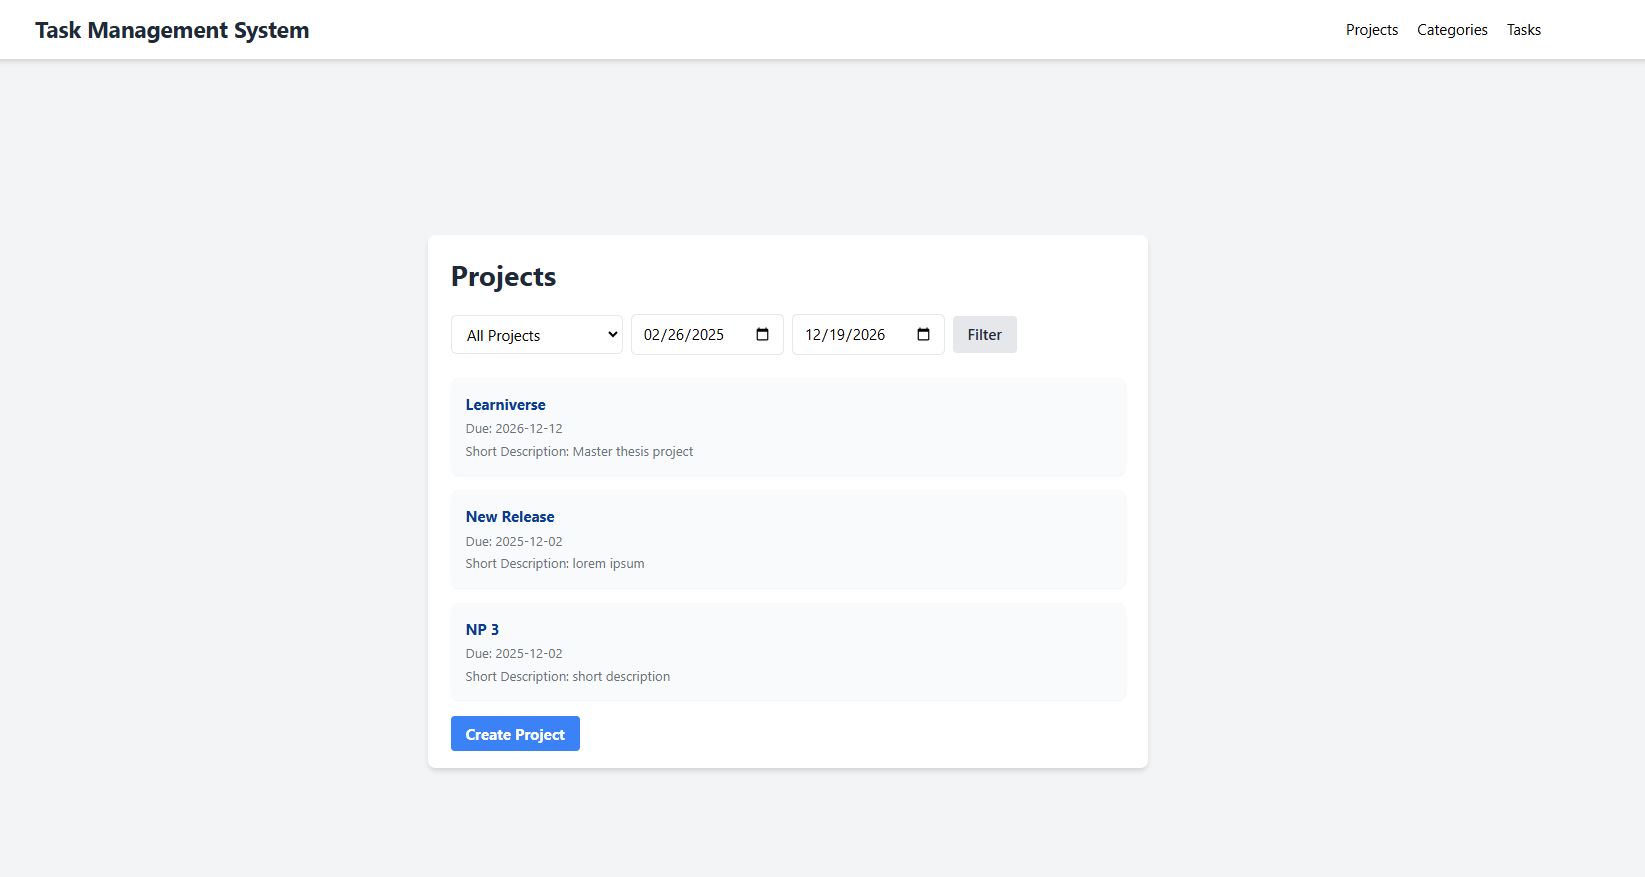 Task Management System
Projects Categories Tasks
Projects
All Projects 02/26/2025 12/19/2026 Filter
Learniverse
Due: 2026-12-12
Short Description: Master thesis project
New Release
Due: 2025-12-02
Short Description: lorem ipsum
NP 3
Due: 2025-12-02
Short Description: short description
Create Project